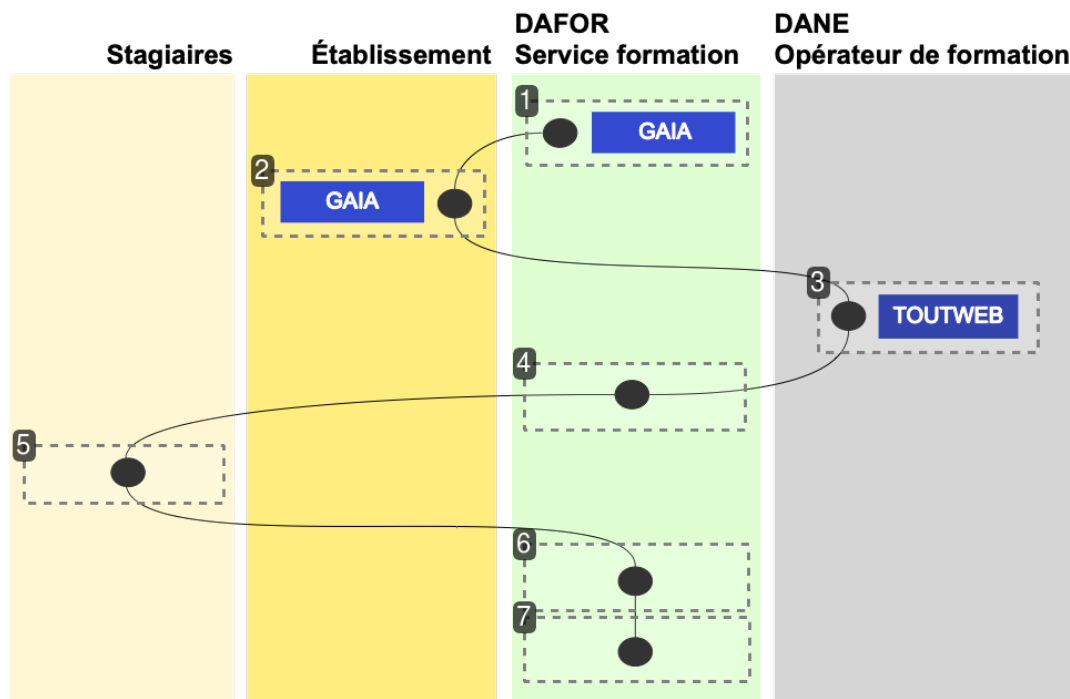 Stagiaires
Établissement
DAFOR
Service formation
DANE
Opérateur de formation
1
GAIA
2
GAIA
3
TOUTWEB
4
5
6
7